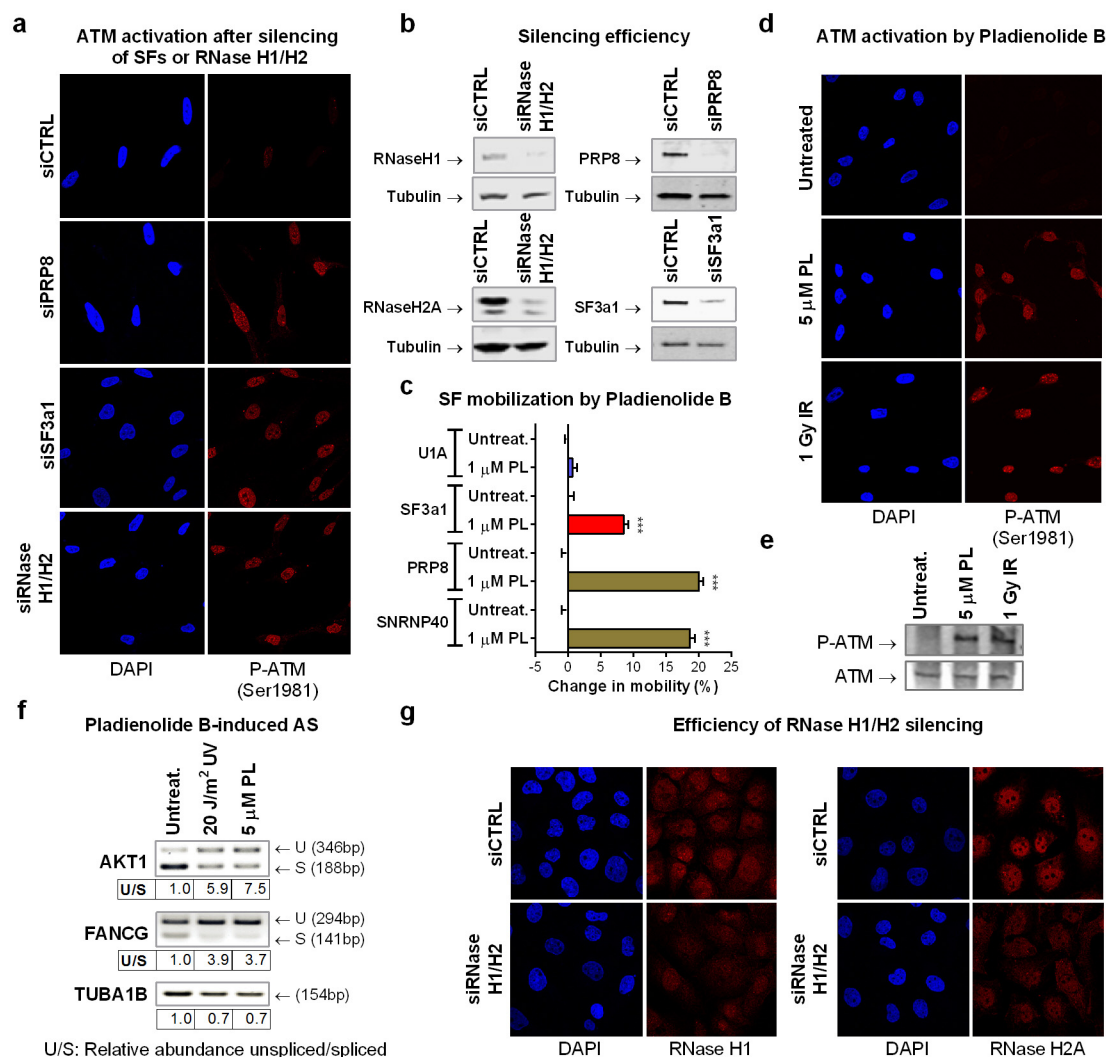 a
ATM activation after silencing
of SFs or RNase H1/H2
siCTRL
siPRP8
siSF3a1
siRNase
H1/H2
DAPI
P-ATM
(Ser1981)
b
Silencing efficiency
siCTRL
siRNase
H1/H2
RNaseH1 →
Tubulin →
siCTRL
siPRP8
PRP8 →
Tubulin →
siCTRL
siRNase
H1/H2
RNaseH2A →
Tubulin →
siCTRL
siSF3a1
SF3a1 →
Tubulin →
c
SF mobilization by Pladienolide B
U1A
Untreat.
1 μM PL
SF3a1
Untreat.
1 μM PL
***
PRP8
Untreat.
1 μM PL
***
SNRNP40
Untreat.
1 μM PL
***
-5 0 5 10 15 20 25
Change in mobility (%)
d
ATM activation by Pladienolide B
Untreated
5 μM PL
1 Gy IR
DAPI
P-ATM
(Ser1981)
e
Untreat.
5 μM PL
1 Gy IR
P-ATM →
ATM →
f
Pladienolide B-induced AS
Untreat.
20 J/m² UV
5 μM PL
AKT1
← U (346bp)
← S (188bp)
U/S 1.0 5.9 7.5
FANCG
← U (294bp)
← S (141bp)
U/S 1.0 3.9 3.7
TUBA1B
← (154bp)
1.0 0.7 0.7
U/S: Relative abundance unspliced/spliced
g
Efficiency of RNase H1/H2 silencing
siCTRL
siRNase
H1/H2
DAPI
RNase H1
siCTRL
siRNase
H1/H2
DAPI
RNase H2A